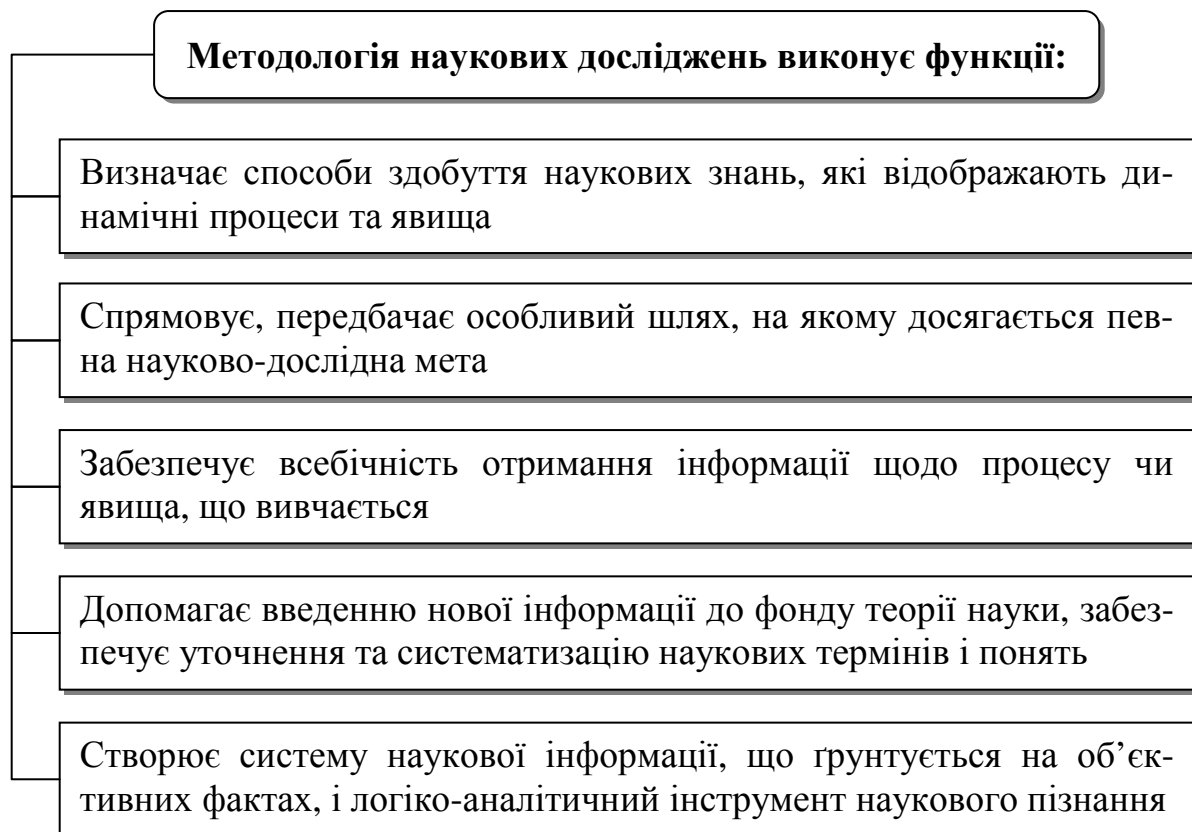 Методологія наукових досліджень виконує функції:
Визначає способи здобуття наукових знань, які відображають ди-
намічні процеси та явища
Спрямовує, передбачає особливий шлях, на якому досягається пев-
на науково-дослідна мета
Забезпечує всебічність отримання інформації щодо процесу чи
явища, що вивчається
Допомагає введенню нової інформації до фонду теорії науки, забез-
печує уточнення та систематизацію наукових термінів і понять
Створює систему наукової інформації, що ґрунтується на об’єк-
тивних фактах, і логіко-аналітичний інструмент наукового пізнання